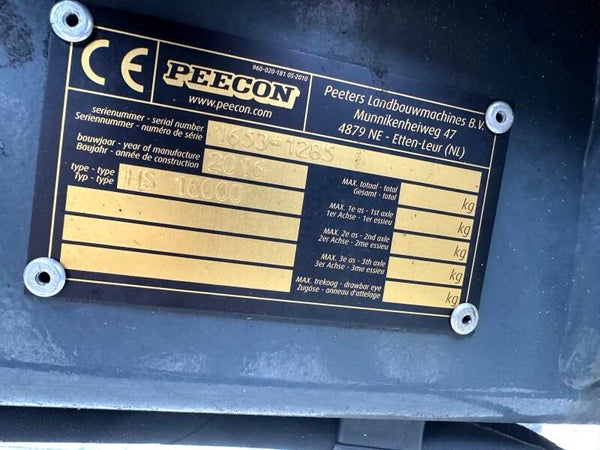 CE
PEECON
www.peecon.com
960-020-181 05-2010
Peeters Landbouwmachines B.V.
Munnikenheiweg 47
4879 NE - Etten-Leur (NL)
serienummer - serial number
Seriennummer - numéro de série
1653-1285
bouwjaar - year of manufacture
Baujahr - année de construction
2016
type - type
Typ - type
HS 16000
MAX. totaal - total
Gesamt - total
kg
MAX. 1e as - 1st axle
1er Achse - 1er essieu
kg
MAX. 2e as - 2nd axle
2er Achse - 2me essieu
kg
MAX. 3e as - 3th axle
3er Achse - 3me essieu
kg
MAX. trekoog - drawbar eye
Zugöse - anneau d'attelage
kg